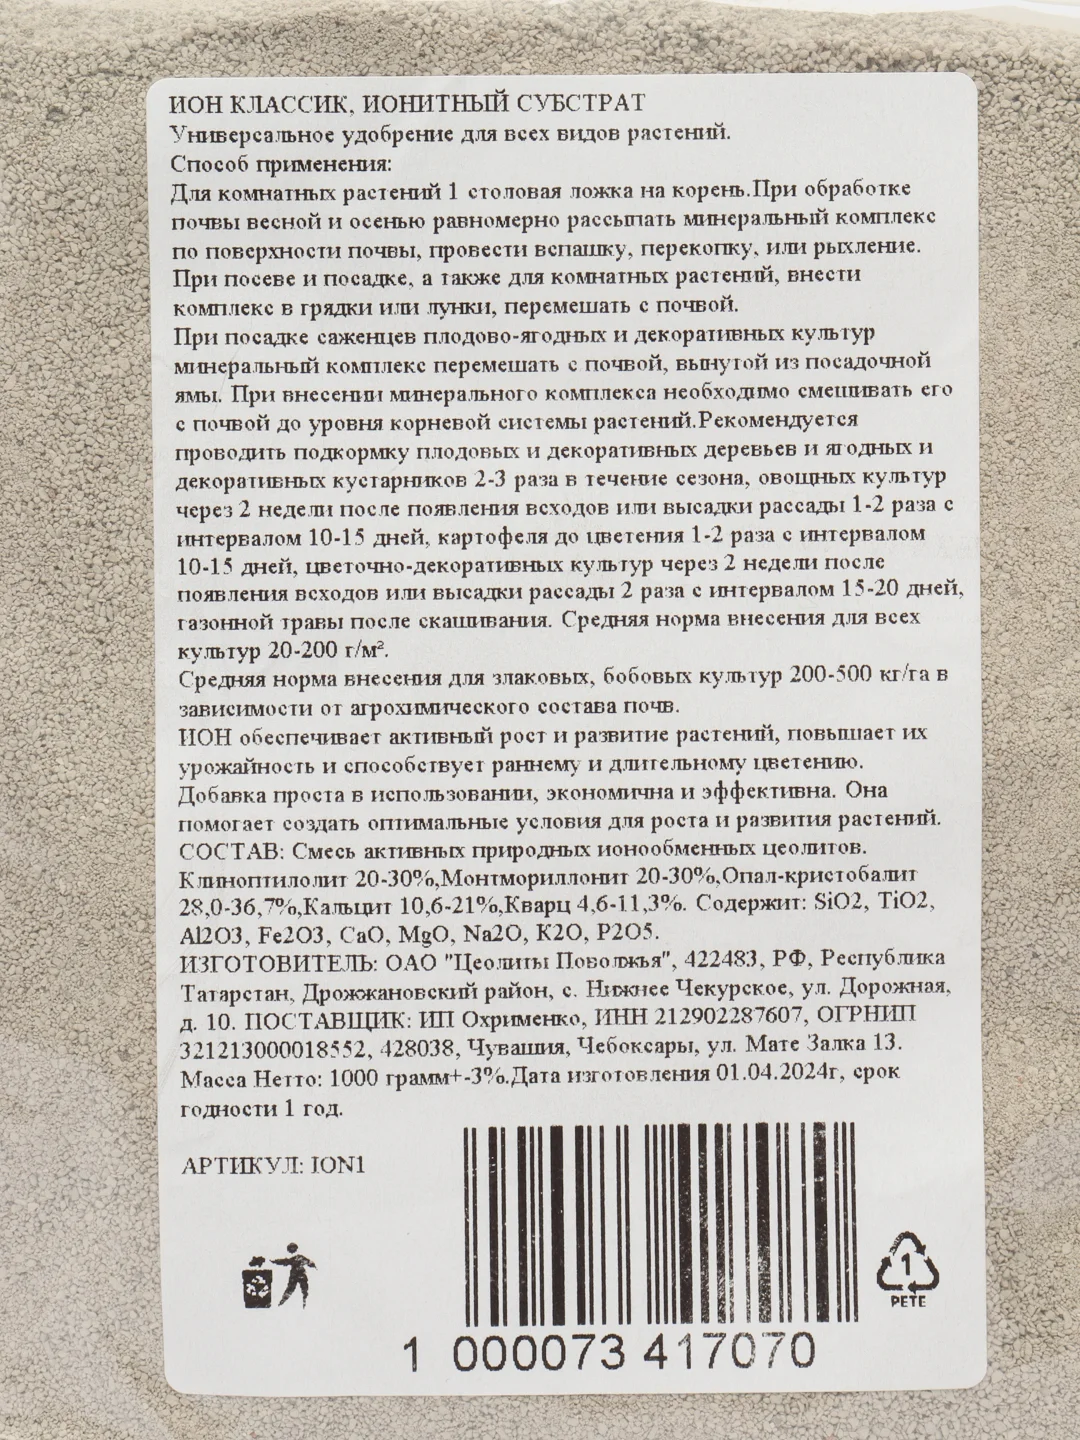 ИОН КЛАССИК, ИОНИТНЫЙ СУБСТРАТ
Универсальное удобрение для всех видов растений.
Способ применения:
Для комнатных растений 1 столовая ложка на корень.При обработке
почвы весной и осенью равномерно рассыпать минеральный комплекс
по поверхности почвы, провести вспашку, перекопку, или рыхление.
При посеве и посадке, а также для комнатных растений, внести
комплекс в грядки или лунки, перемешать с почвой.
При посадке саженцев плодово-ягодных и декоративных культур
минеральный комплекс перемешать с почвой, вынутой из посадочной
ямы. При внесении минерального комплекса необходимо смешивать его
с почвой до уровня корневой системы растений.Рекомендуется
проводить подкормку плодовых и декоративных деревьев и ягодных и
декоративных кустарников 2-3 раза в течение сезона, овощных культур
через 2 недели после появления всходов или высадки рассады 1-2 раза с
интервалом 10-15 дней, картофеля до цветения 1-2 раза с интервалом
10-15 дней, цветочно-декоративных культур через 2 недели после
появления всходов или высадки рассады 2 раза с интервалом 15-20 дней,
газонной травы после скашивания. Средняя норма внесения для всех
культур 20-200 г/м².
Средняя норма внесения для злаковых, бобовых культур 200-500 кг/га в
зависимости от агрохимического состава почв.
ИОН обеспечивает активный рост и развитие растений, повышает их
урожайность и способствует раннему и длительному цветению.
Добавка проста в использовании, экономична и эффективна. Она
помогает создать оптимальные условия для роста и развития растений.
СОСТАВ: Смесь активных природных ионообменных цеолитов.
Клиноптилолит 20-30%,Монтмориллонит 20-30%,Опал-кристобалит
28,0-36,7%,Кальцит 10,6-21%,Кварц 4,6-11,3%. Содержит: SiO2, TiO2,
Al2O3, Fe2O3, CaO, MgO, Na2O, K2O, P2O5.
ИЗГОТОВИТЕЛЬ: ОАО "Цеолиты Поволжья", 422483, РФ, Республика
Татарстан, Дрожжановский район, с. Нижнее Чекурское, ул. Дорожная,
д. 10. ПОСТАВЩИК: ИП Охрименко, ИНН 212902287607, ОГРНИП
321213000018552, 428038, Чувашия, Чебоксары, ул. Мате Залка 13.
Масса Нетто: 1000 грамм+-3%.Дата изготовления 01.04.2024г, срок
годности 1 год.
АРТИКУЛ: ION1
1
PETE
1 000073 417070